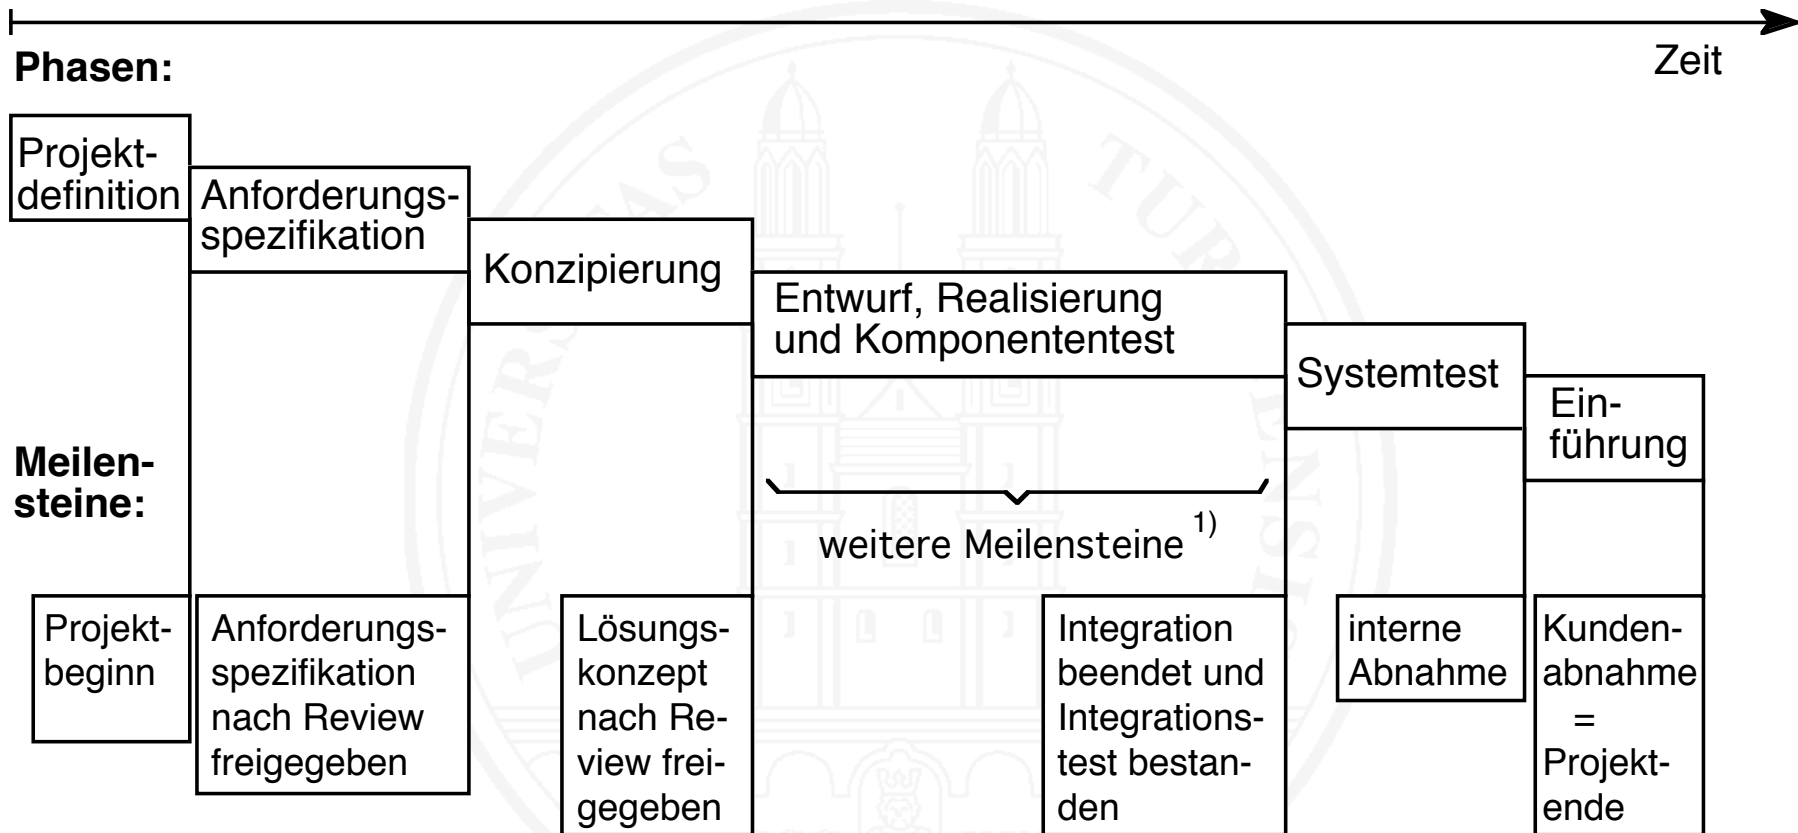 Zeit
Phasen:
Projekt-
definition
Anforderungs-
spezifikation
Konzipierung
Entwurf, Realisierung
und Komponententest
Systemtest
Ein-
führung
Meilen-
steine:
weitere Meilensteine 1)
Projekt-
beginn
Anforderungs-
spezifikation
nach Review
freigegeben
Lösungs-
konzept
nach Re-
view frei-
gegeben
Integration
beendet und
Integrations-
test bestan-
den
interne
Abnahme
Kunden-
abnahme
=
Projekt-
ende